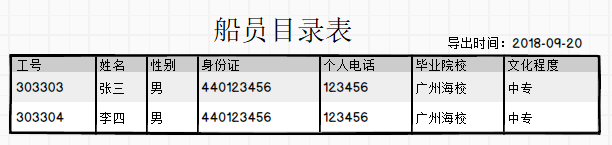 船员目录表
导出时间：2018-09-20
工号 姓名 性别 身份证 个人电话 毕业院校 文化程度
303303 张三 男 440123456 123456 广州海校 中专
303304 李四 男 440123456 123456 广州海校 中专